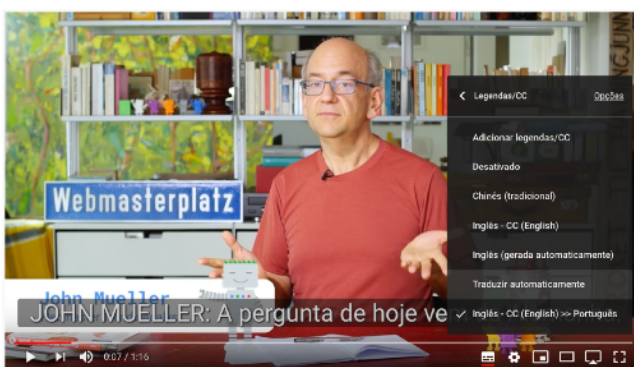 Legendas/CC Opções
Adicionar legendas/CC
Desativado
Chinês (tradicional)
Inglês - CC (English)
Inglês (gerada automaticamente)
Traduzir automaticamente
Inglês - CC (English) >> Português
Webmasterplatz
John Mueller
JOHN MUELLER: A pergunta de hoje ve
0:07 / 1:16